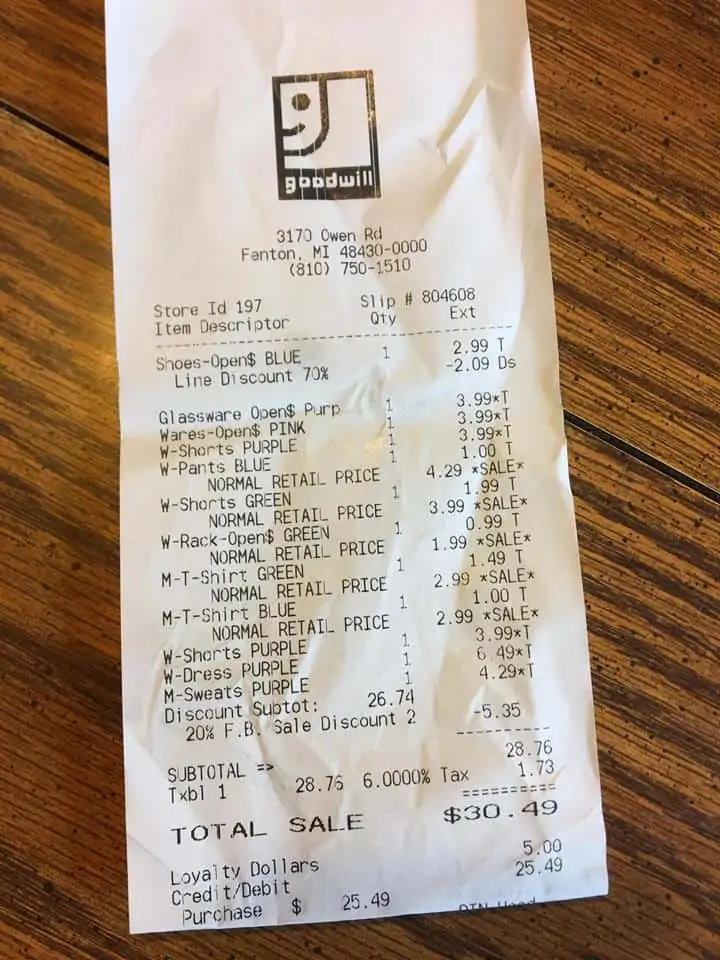 goodwill
3170 Owen Rd
Fenton, MI 48430-0000
(810) 750-1510
Store Id 197 Slip # 804608
Item Descriptor Qty Ext
Shoes-Open$ BLUE 1 2.99 T
Line Discount 70% -2.09 Ds
Glassware Open$ Purp 1 3.99*T
Wares-Open$ PINK 1 3.99*T
W-Shorts PURPLE 1 3.99*T
W-Pants BLUE 1 1.00 T
NORMAL RETAIL PRICE 4.29 *SALE*
W-Shorts GREEN 1 1.99 T
NORMAL RETAIL PRICE 3.99 *SALE*
W-Rack-Open$ GREEN 1 0.99 T
NORMAL RETAIL PRICE 1.99 *SALE*
M-T-Shirt GREEN 1 1.49 T
NORMAL RETAIL PRICE 2.99 *SALE*
M-T-Shirt BLUE 1 1.00 T
NORMAL RETAIL PRICE 2.99 *SALE*
W-Shorts PURPLE 1 3.99*T
W-Dress PURPLE 1 6.49*T
M-Sweats PURPLE 1 4.29*T
Discount Subtot: 26.74
20% F.B. Sale Discount 2 -5.35
SUBTOTAL => 28.76
Txbl 1 28.76 6.0000% Tax 1.73
TOTAL SALE $30.49
Loyalty Dollars 5.00
Credit/Debit 25.49
Purchase $ 25.49